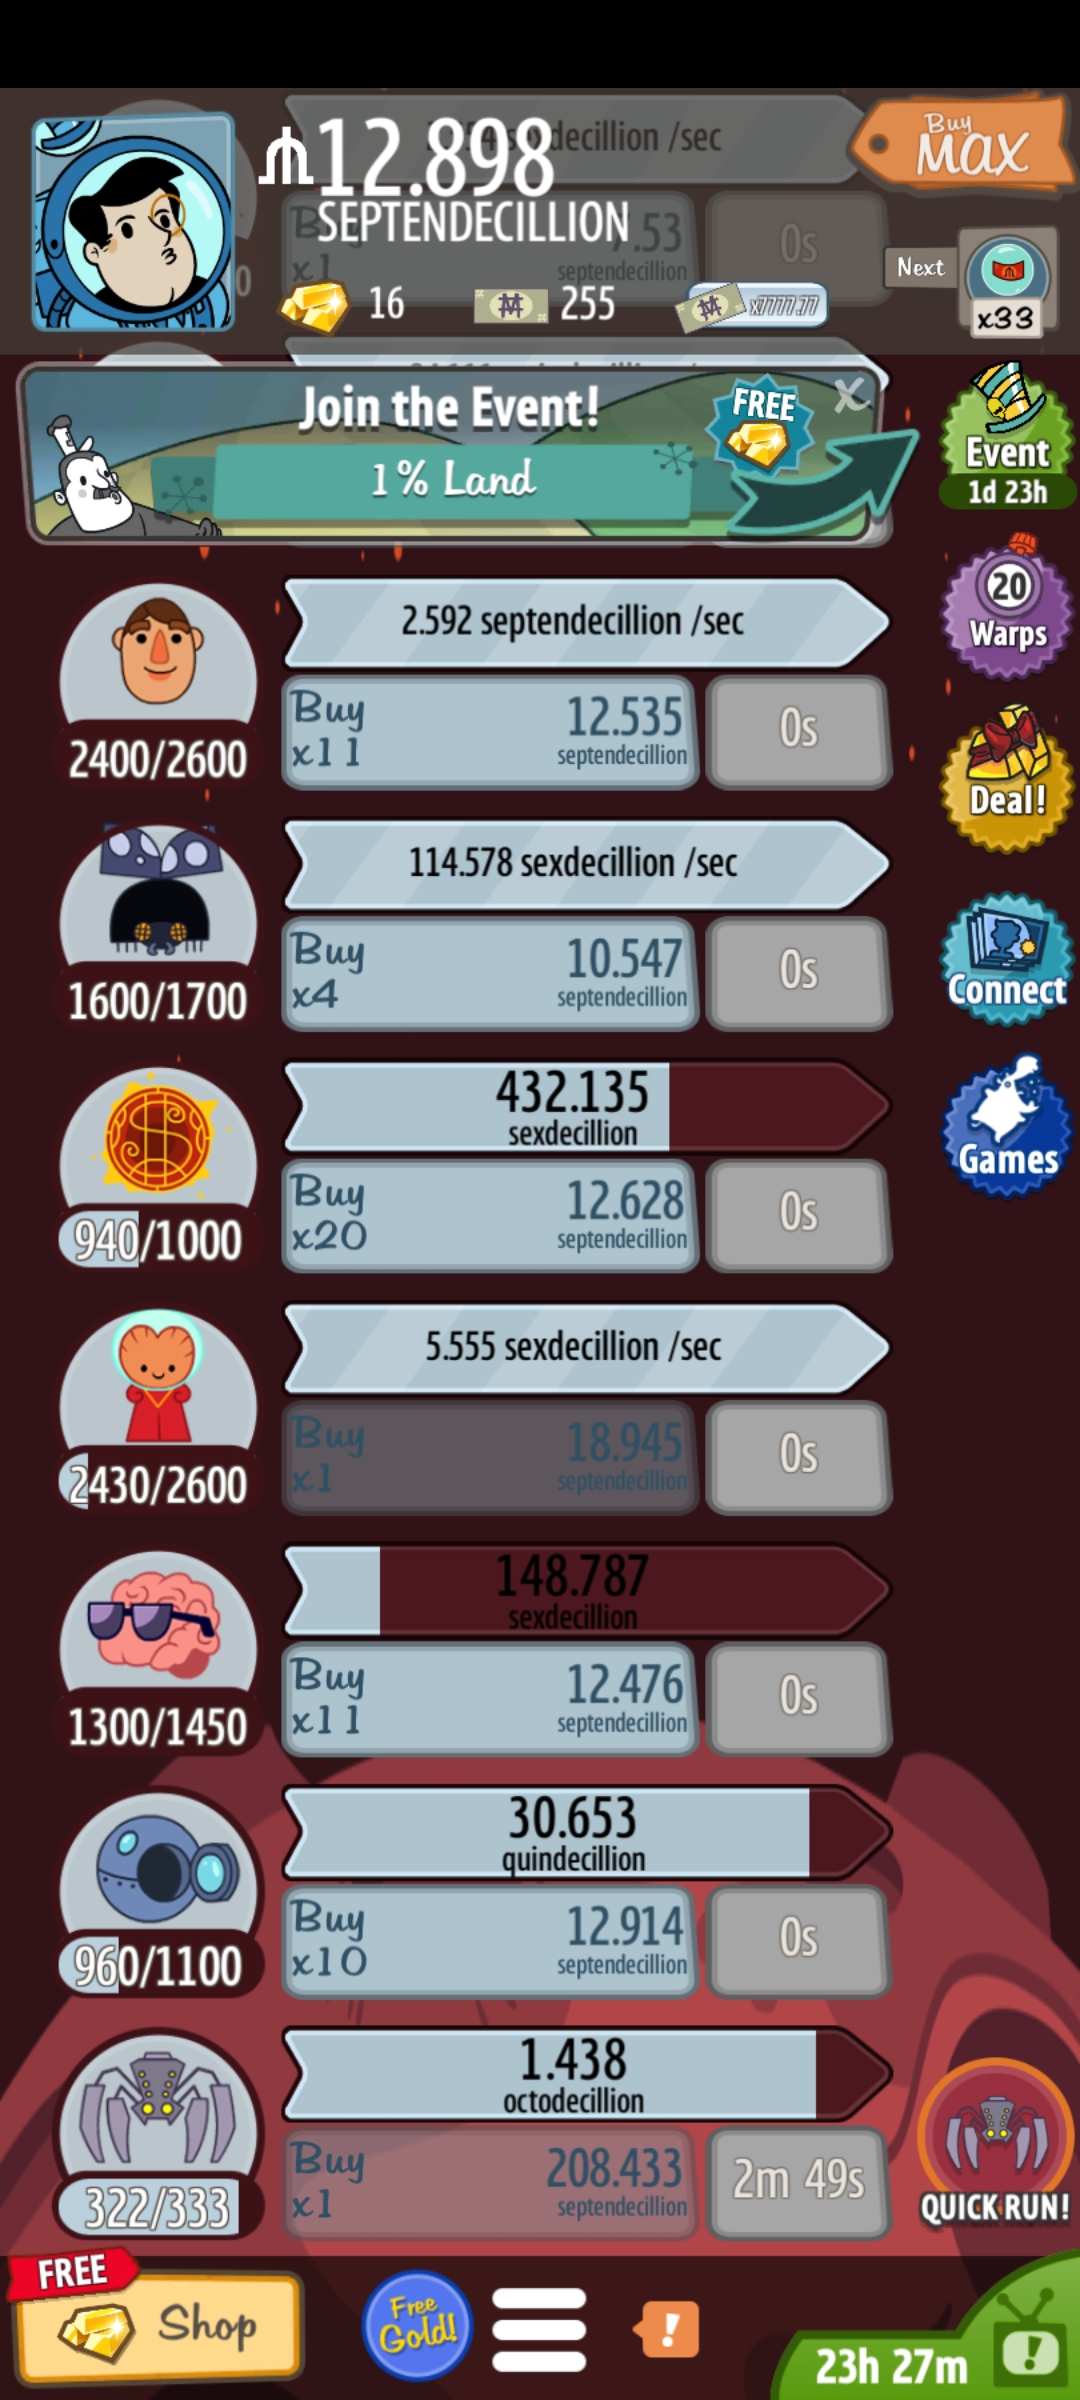 sexdecillion /sec
12.898
SEPTENDECILLION
Buy
MAX
Buy
x1
7.53
septendecillion
0s
Next
x33
16
255
x7777.77
Join the Event!
FREE
X
1% Land
Event
1d 23h
2.592 septendecillion /sec
Buy
x11
12.535
septendecillion
0s
2400/2600
20
Warps
114.578 sexdecillion /sec
Buy
x4
10.547
septendecillion
0s
1600/1700
Deal!
432.135
sexdecillion
Buy
x20
12.628
septendecillion
0s
940/1000
Connect
Games
5.555 sexdecillion /sec
Buy
x1
18.945
septendecillion
0s
2430/2600
148.787
sexdecillion
Buy
x11
12.476
septendecillion
0s
1300/1450
30.653
quindecillion
Buy
x10
12.914
septendecillion
0s
960/1100
1.438
octodecillion
Buy
x1
208.433
septendecillion
2m 49s
322/333
QUICK RUN!
FREE
Shop
Free
Gold!
!
23h 27m
!